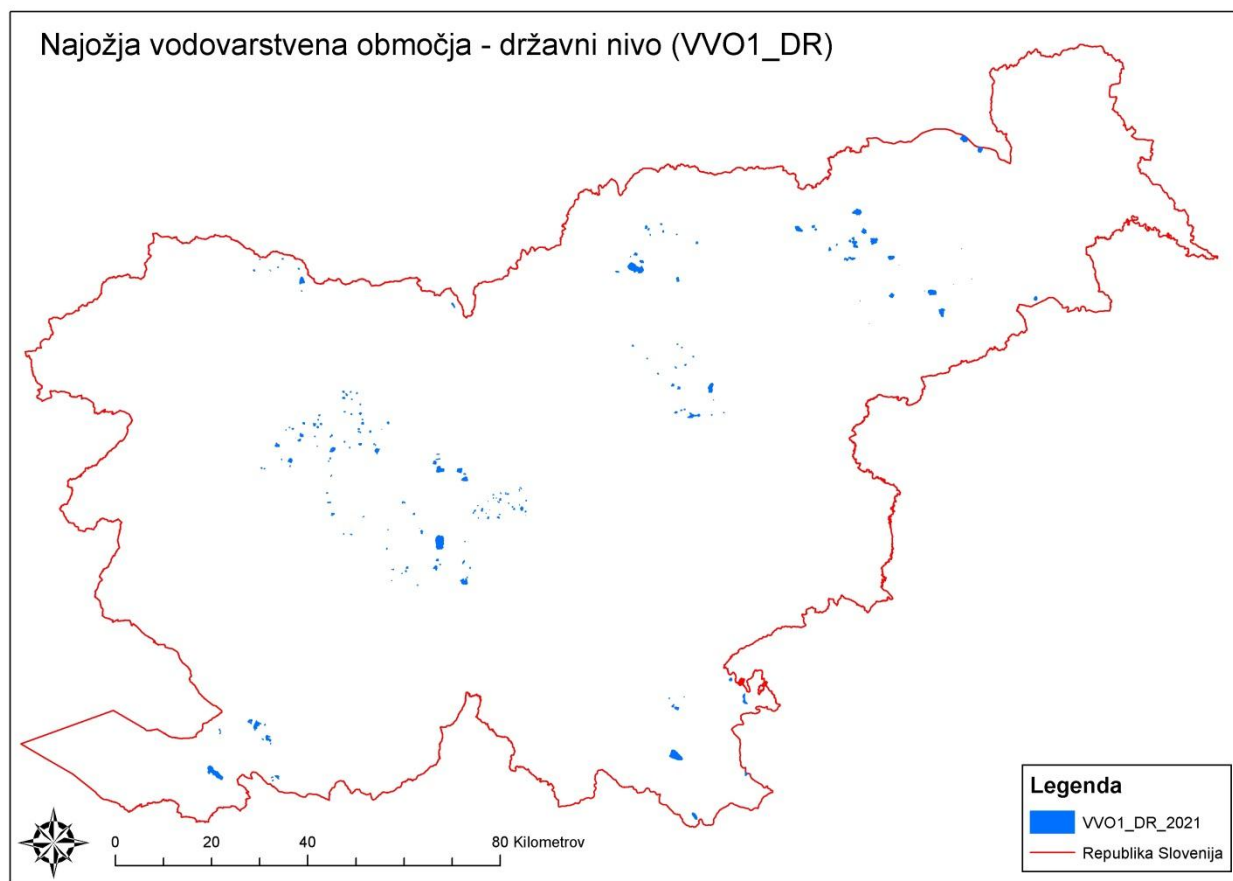 Najožja vodovarstvena območja - državni nivo (VVO1_DR)
Legenda
VVO1_DR_2021
Republika Slovenija
0 20 40 80 Kilometrov